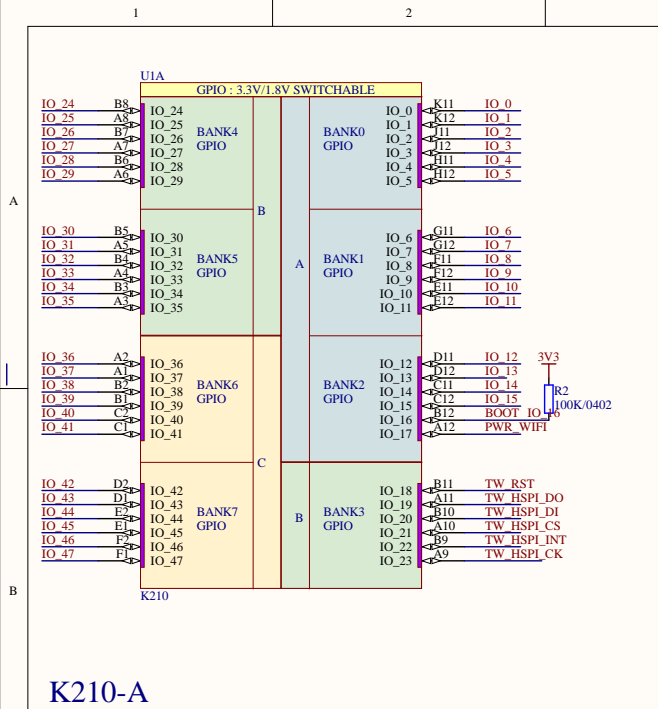 1 2
U1A
GPIO : 3.3V/1.8V SWITCHABLE
IO_24 B8 IO_24 IO_0 K11 IO_0
IO_25 A8 IO_25 BANK4 BANK0 IO_1 K12 IO_1
IO_26 B7 IO_26 GPIO GPIO IO_2 J11 IO_2
IO_27 A7 IO_27 IO_3 J12 IO_3
IO_28 B6 IO_28 IO_4 H11 IO_4
IO_29 A6 IO_29 IO_5 H12 IO_5
A
B
IO_30 B5 IO_30 IO_6 G11 IO_6
IO_31 A5 IO_31 IO_7 G12 IO_7
IO_32 B4 IO_32 BANK5 A BANK1 IO_8 F11 IO_8
IO_33 A4 IO_33 GPIO GPIO IO_9 F12 IO_9
IO_34 B3 IO_34 IO_10 E11 IO_10
IO_35 A3 IO_35 IO_11 E12 IO_11
IO_36 A2 IO_36 IO_12 D11 IO_12 3V3
IO_37 A1 IO_37 IO_13 D12 IO_13
IO_38 B2 IO_38 BANK6 BANK2 IO_14 C11 IO_14 R2
IO_39 B1 IO_39 GPIO GPIO IO_15 C12 IO_15 100K/0402
IO_40 C2 IO_40 IO_16 B12 BOOT_IO_16
IO_41 C1 IO_41 IO_17 A12 PWR_WIFI
C
IO_42 D2 IO_42 IO_18 B11 TW_RST
IO_43 D1 IO_43 IO_19 A11 TW_HSPI_DO
IO_44 E2 IO_44 BANK7 B BANK3 IO_20 B10 TW_HSPI_DI
IO_45 E1 IO_45 GPIO GPIO IO_21 A10 TW_HSPI_CS
IO_46 F2 IO_46 IO_22 B9 TW_HSPI_INT
IO_47 F1 IO_47 IO_23 A9 TW_HSPI_CK
B
K210
K210-A